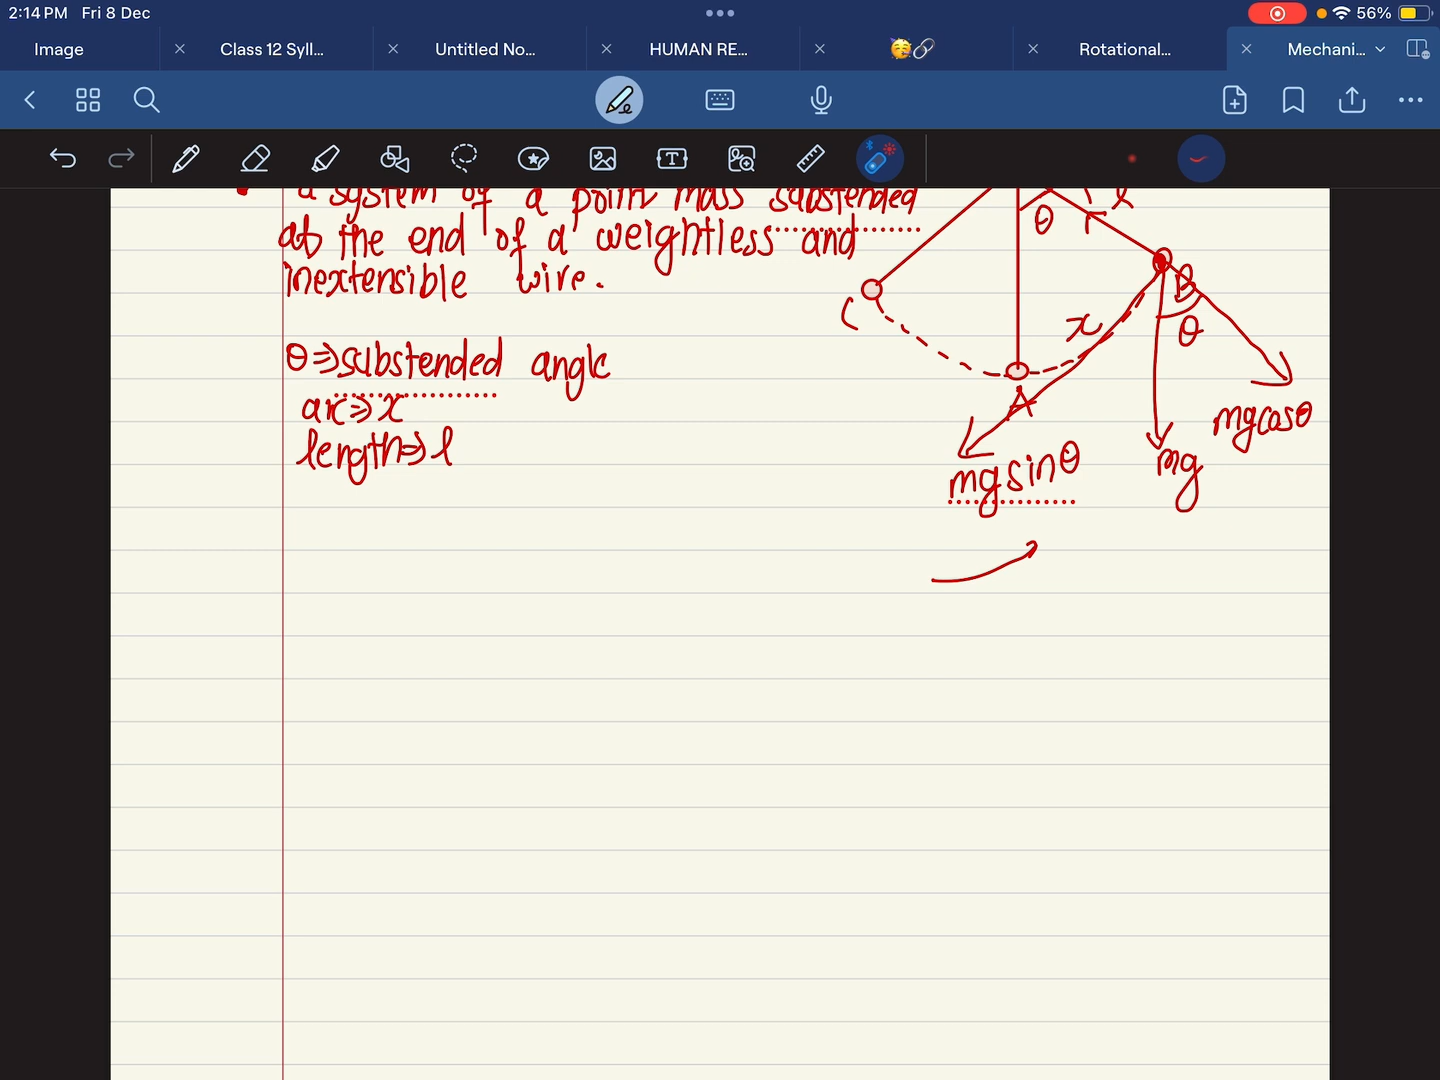 2:14 PM Fri 8 Dec 56%
Image Class 12 Syll... Untitled No... HUMAN RE... 🥳🔗 Rotational... Mechani...
a system of a point mass substended
at the end of a weightless and
inextensible wire.
θ⇒substended angle
arc⇒x
length⇒l
θ l
B
C x θ
A
mgcosθ
mgsinθ mg